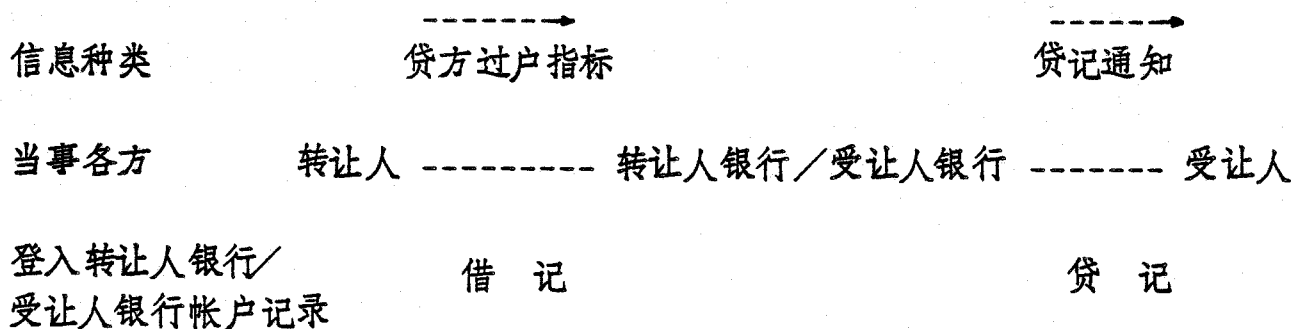 信息种类 贷方过户指标 贷记通知
当事各方 转让人 --------- 转让人银行／受让人银行 ------- 受让人
登入转让人银行／
受让人银行帐户记录 借 记 贷 记